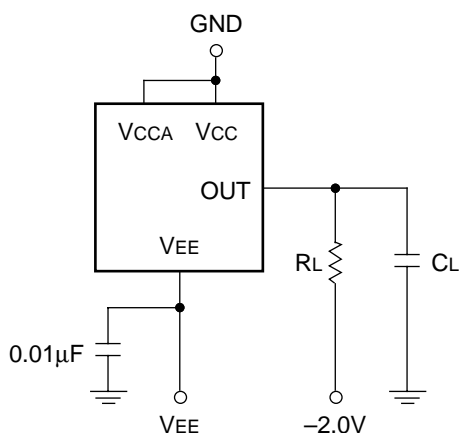 GND
VCCA
VCC
OUT
VEE
RL
CL
0.01μF
VEE
–2.0V